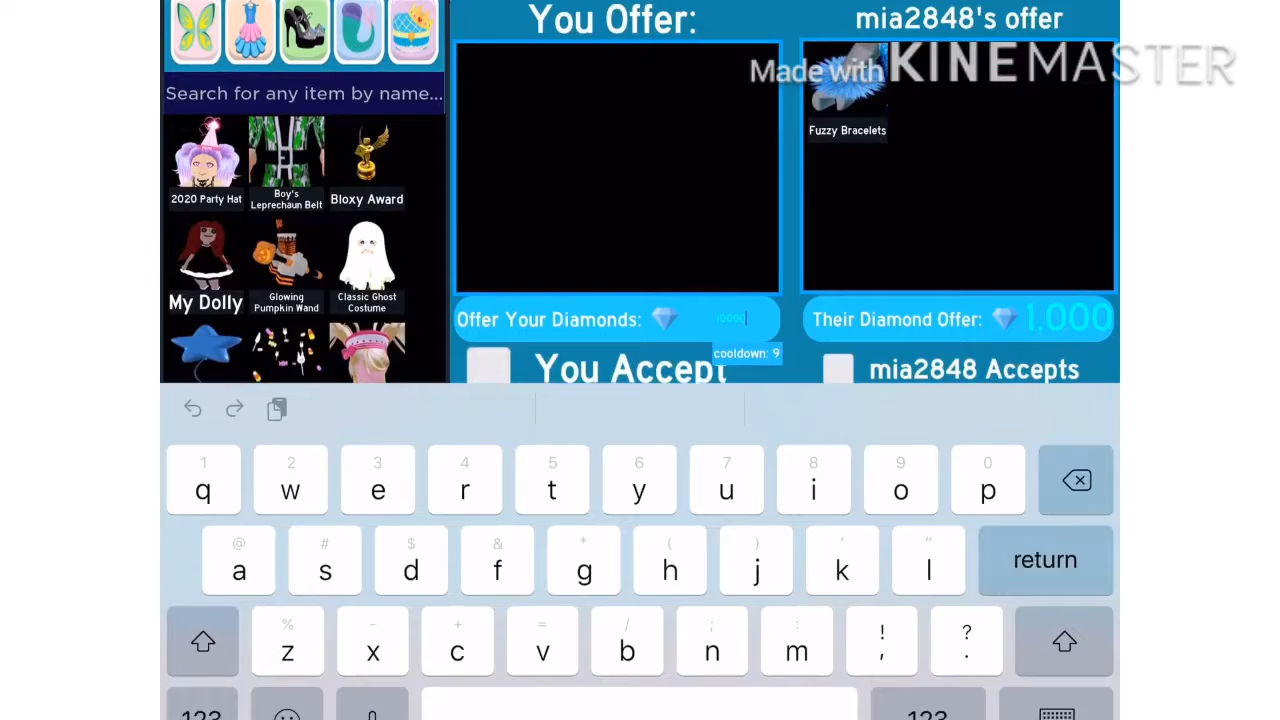 You Offer:
mia2848's offer
Made with KINEMASTER
Search for any item by name...
Fuzzy Bracelets
2020 Party Hat
Boy's
Leprechaun Belt
Bloxy Award
My Dolly
Glowing
Pumpkin Wand
Classic Ghost
Costume
Offer Your Diamonds:
Their Diamond Offer: 1,000
cooldown: 9
You Accept
mia2848 Accepts
1 2 3 4 5 6 7 8 9 0
q w e r t y u i o p
@ # $ & * ( ) ' "
a s d f g h j k l return
% - + = / ; : ! ?
z x c v b n m , .
123 123